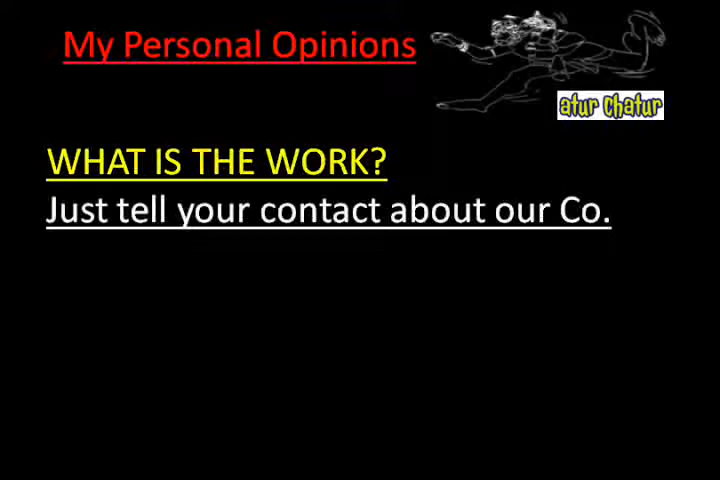 My Personal Opinions
atur chatur
WHAT IS THE WORK?
Just tell your contact about our Co.